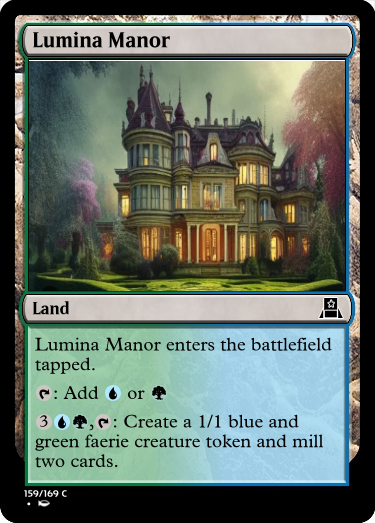 Lumina Manor
Land
Lumina Manor enters the battlefield
tapped.
: Add or
3 , : Create a 1/1 blue and
green faerie creature token and mill
two cards.
159/169 C